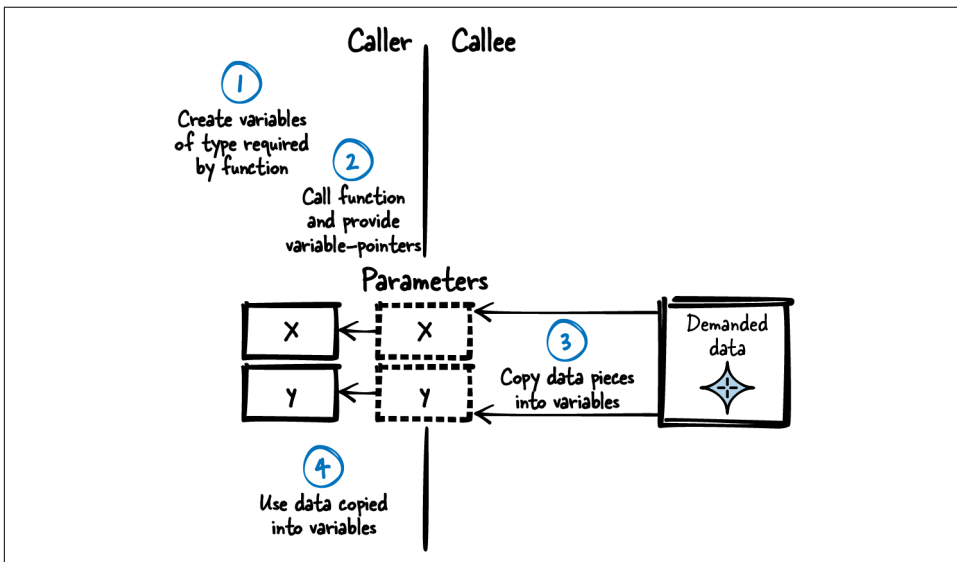 Caller
Callee
1
Create variables
of type required
by function
2
Call function
and provide
variable-pointers
Parameters
X
X
y
y
3
Copy data pieces
into variables
Demanded
data
4
Use data copied
into variables